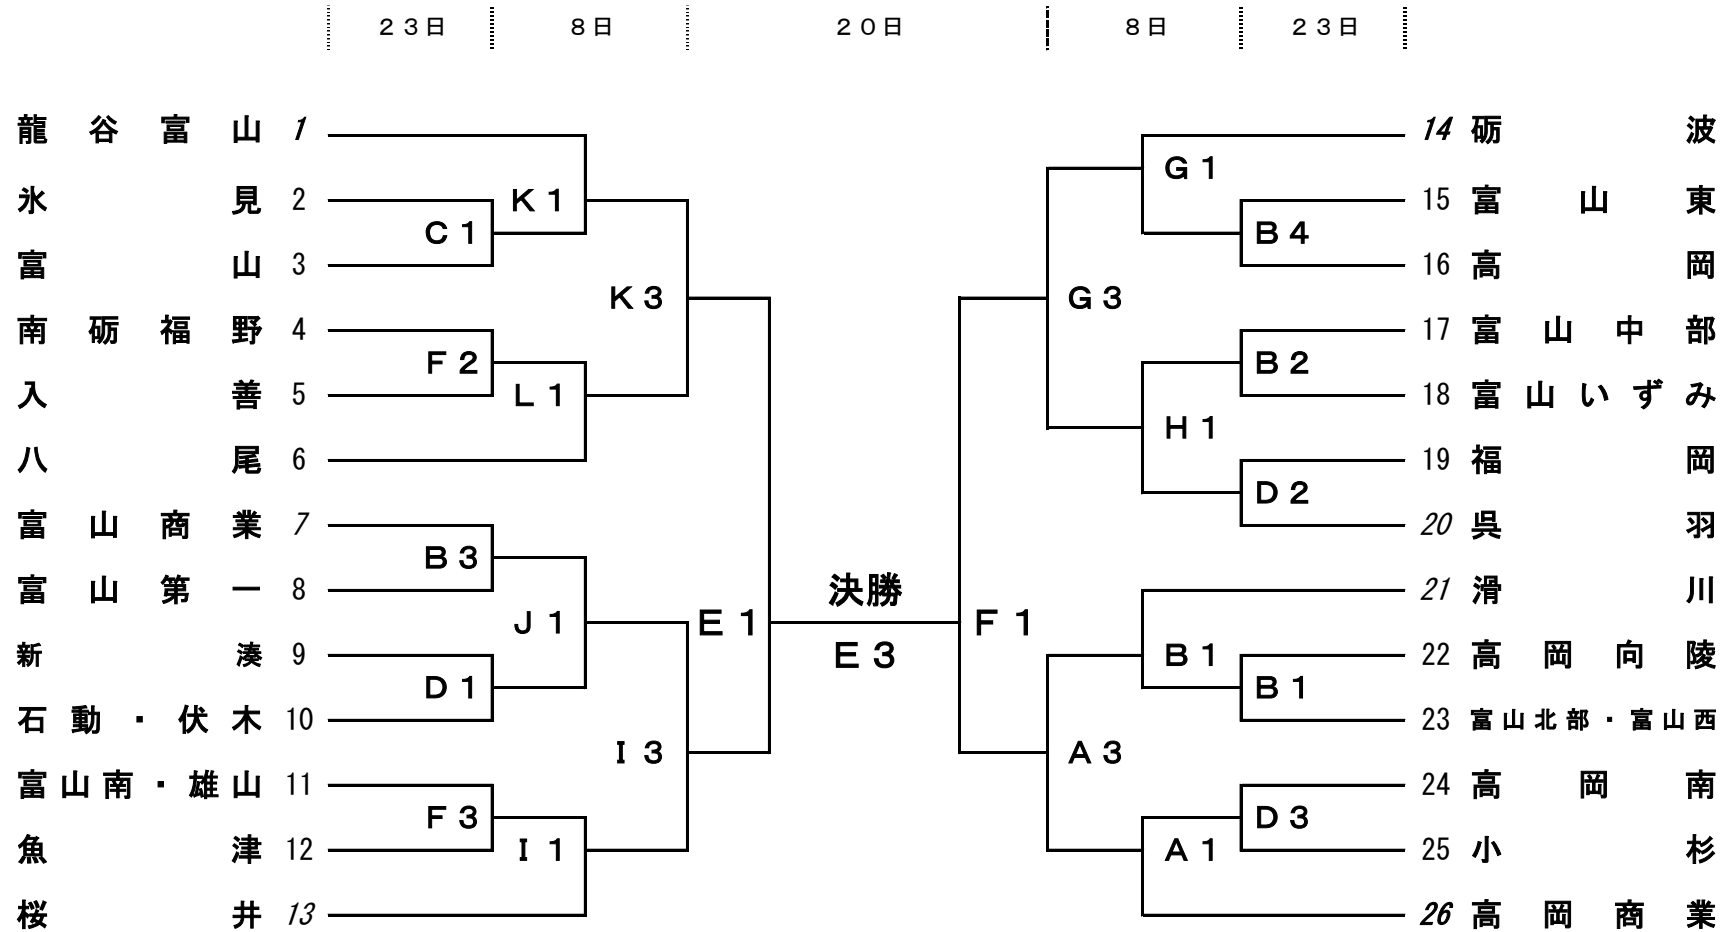 ２３日 ８日 ２０日 ８日 ２３日
龍谷富山 1
氷見 2
富山 3
南砺福野 4
入善 5
八尾 6
富山商業 7
富山第一 8
新湊 9
石動・伏木 10
富山南・雄山 11
魚津 12
桜井 13
C1
F2
B3
D1
F3
K1
L1
J1
I1
K3
I3
E1
決勝
E3
F1
G3
A3
G1
H1
B1
A1
B4
B2
D2
B1
D3
14 砺波
15 富山東
16 高岡
17 富山中部
18 富山いずみ
19 福岡
20 呉羽
21 滑川
22 高岡向陵
23 富山北部・富山西
24 高岡南
25 小杉
26 高岡商業